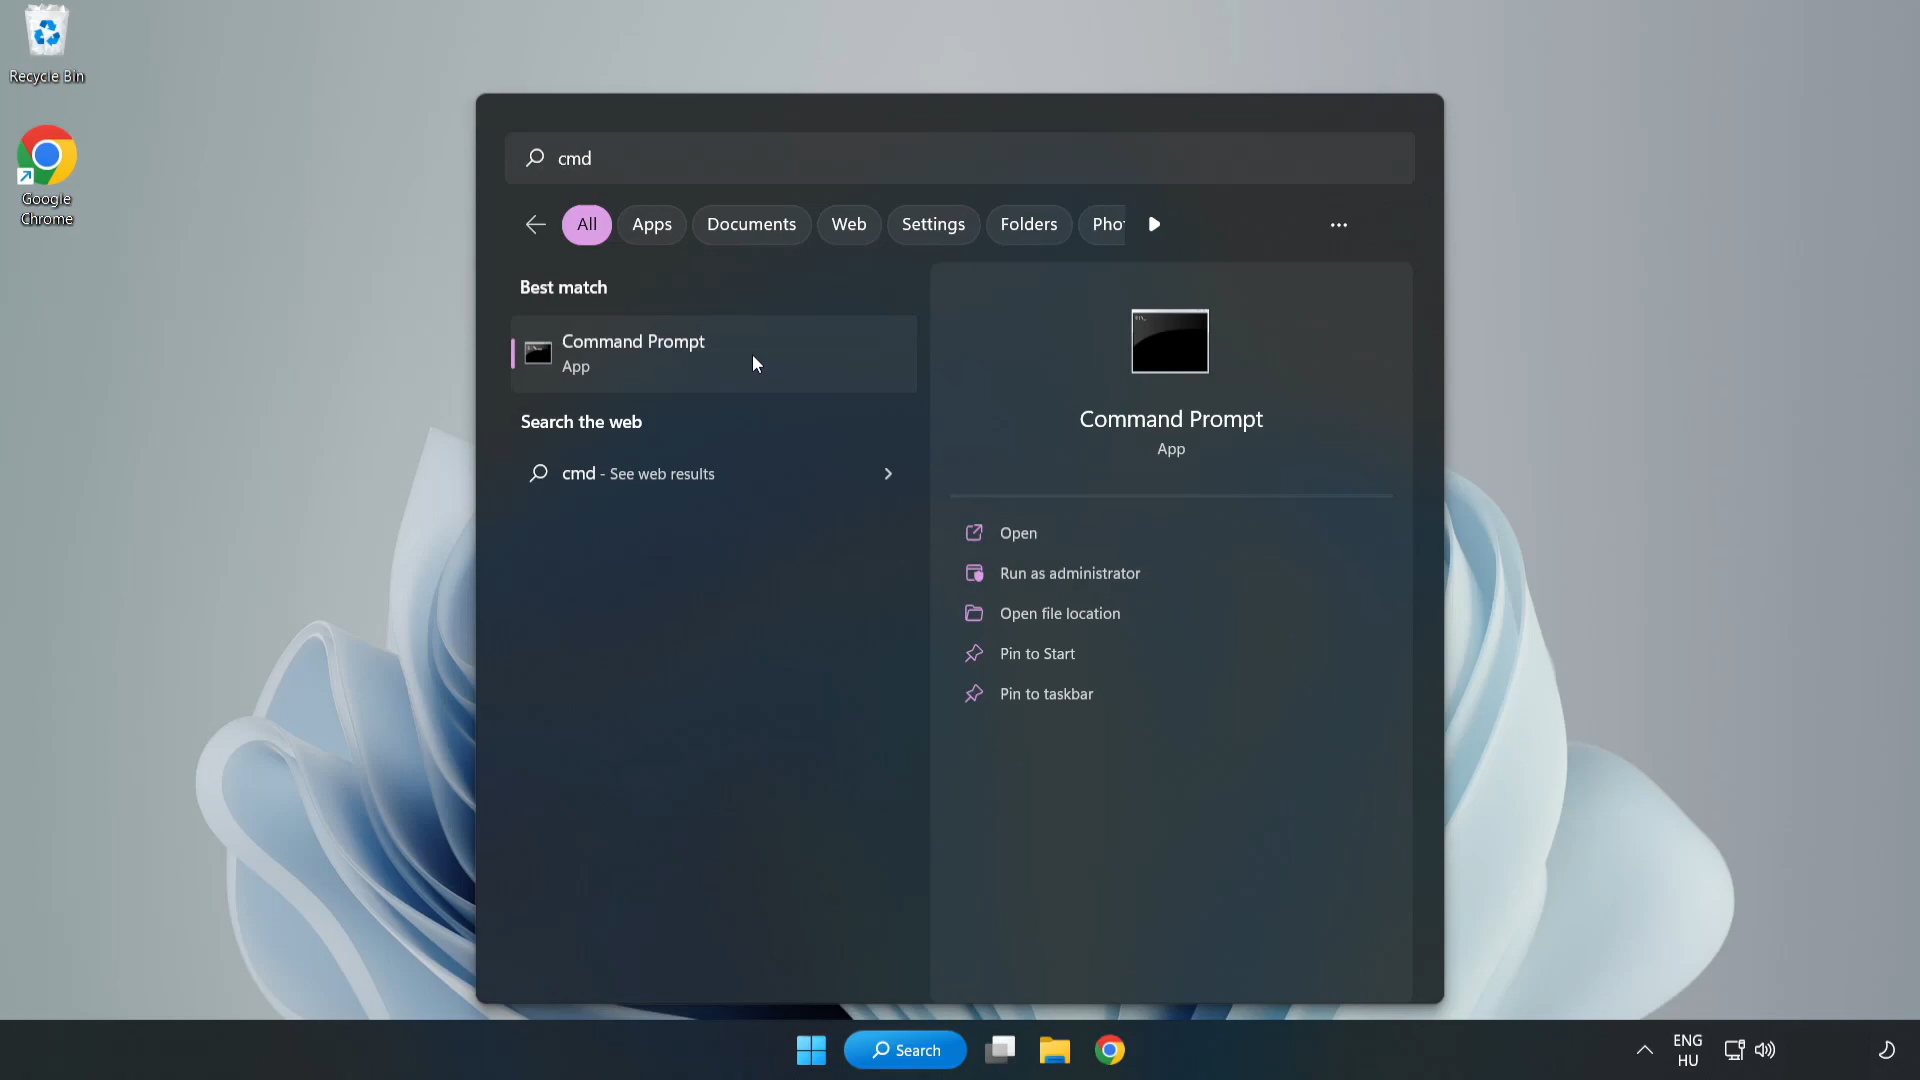 Recycle Bin
Google
Chrome
cmd
All Apps Documents Web Settings Folders Pho
Best match
Command Prompt
App
Search the web
cmd - See web results
Command Prompt
App
Open
Run as administrator
Open file location
Pin to Start
Pin to taskbar
Search
ENG
HU